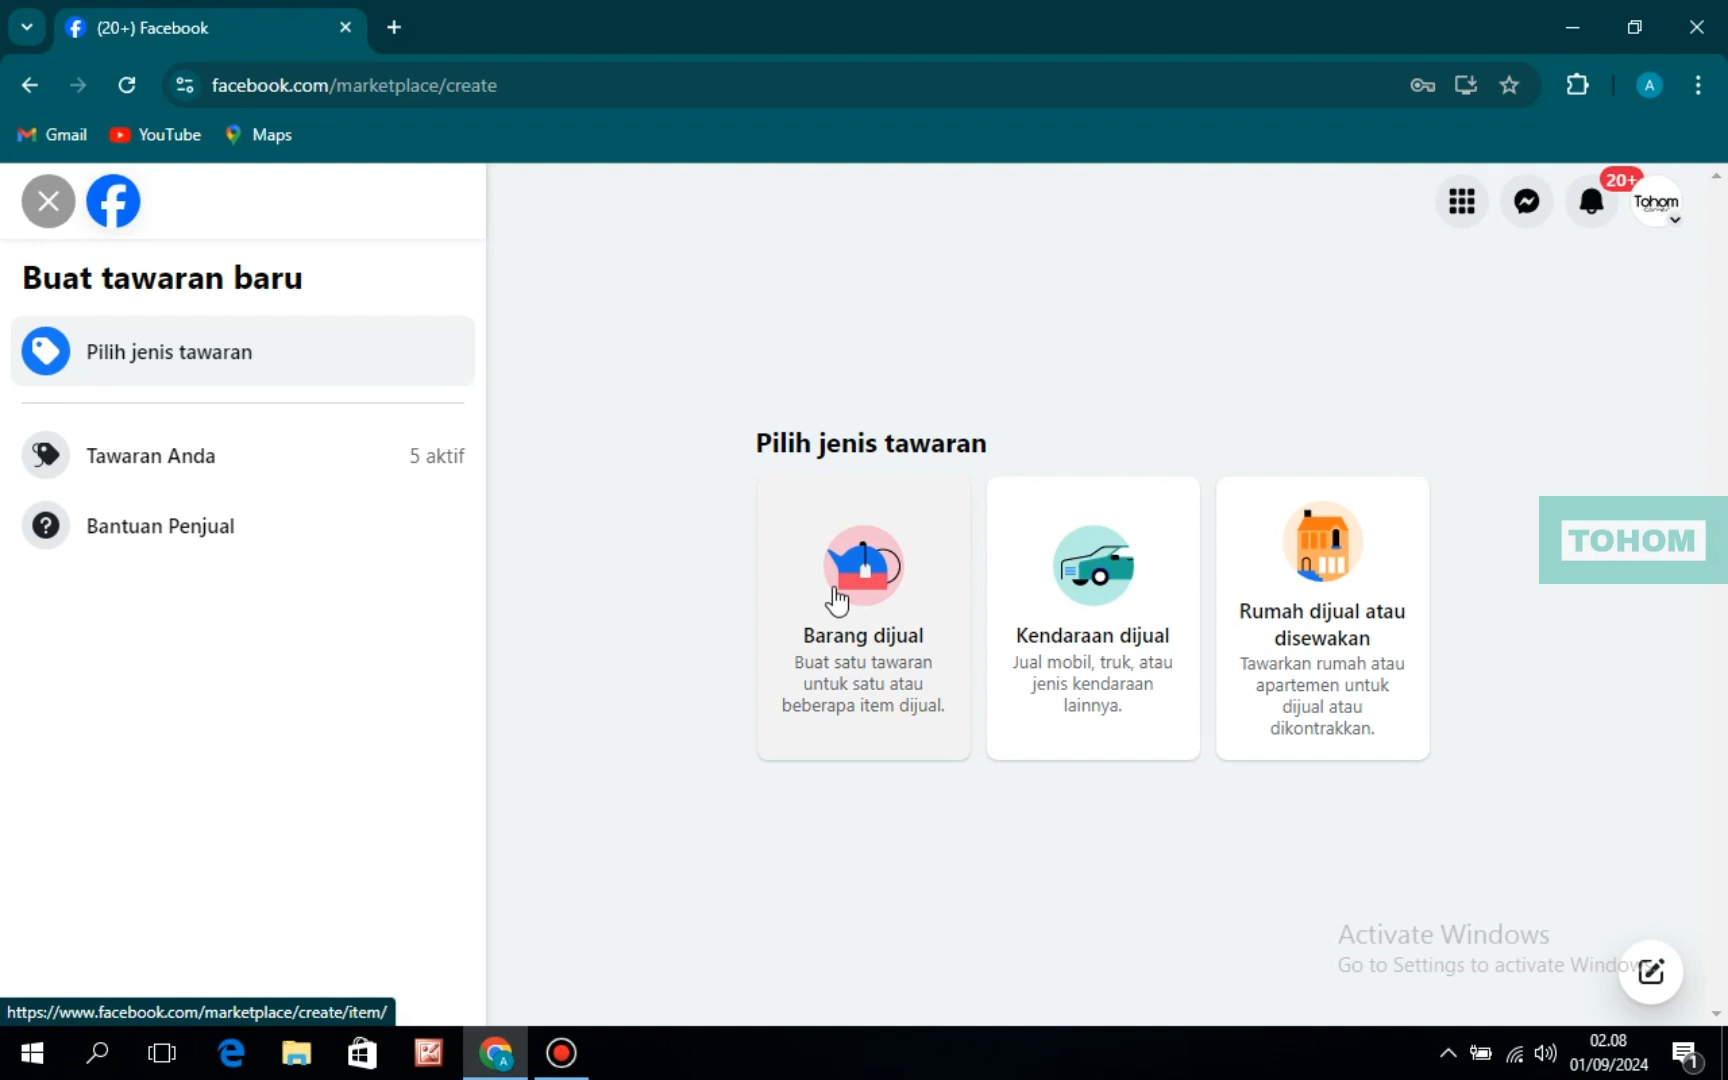 (20+) Facebook
facebook.com/marketplace/create
A
Gmail
YouTube
Maps
20+
Tohom
Corner
Buat tawaran baru
Pilih jenis tawaran
Tawaran Anda
5 aktif
Bantuan Penjual
Pilih jenis tawaran
Barang dijual
Buat satu tawaran
untuk satu atau
beberapa item dijual.
Kendaraan dijual
Jual mobil, truk, atau
jenis kendaraan
lainnya.
Rumah dijual atau
disewakan
Tawarkan rumah atau
apartemen untuk
dijual atau
dikontrakkan.
TOHOM
Activate Windows
Go to Settings to activate Windows.
https://www.facebook.com/marketplace/create/item/
A
02.08
01/09/2024
1